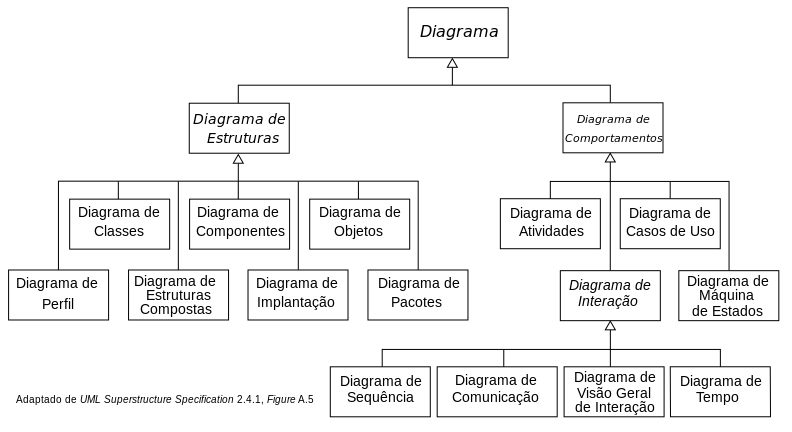 Diagrama
Diagrama de
Estruturas
Diagrama de
Comportamentos
Diagrama de
Classes
Diagrama de
Componentes
Diagrama de
Objetos
Diagrama de
Atividades
Diagrama de
Casos de Uso
Diagrama de
Perfil
Diagrama de
Estruturas
Compostas
Diagrama de
Implantação
Diagrama de
Pacotes
Diagrama de
Interação
Diagrama de
Máquina
de Estados
Diagrama de
Sequência
Diagrama de
Comunicação
Diagrama de
Visão Geral
de Interação
Diagrama de
Tempo
Adaptado de UML Superstructure Specification 2.4.1, Figure A.5